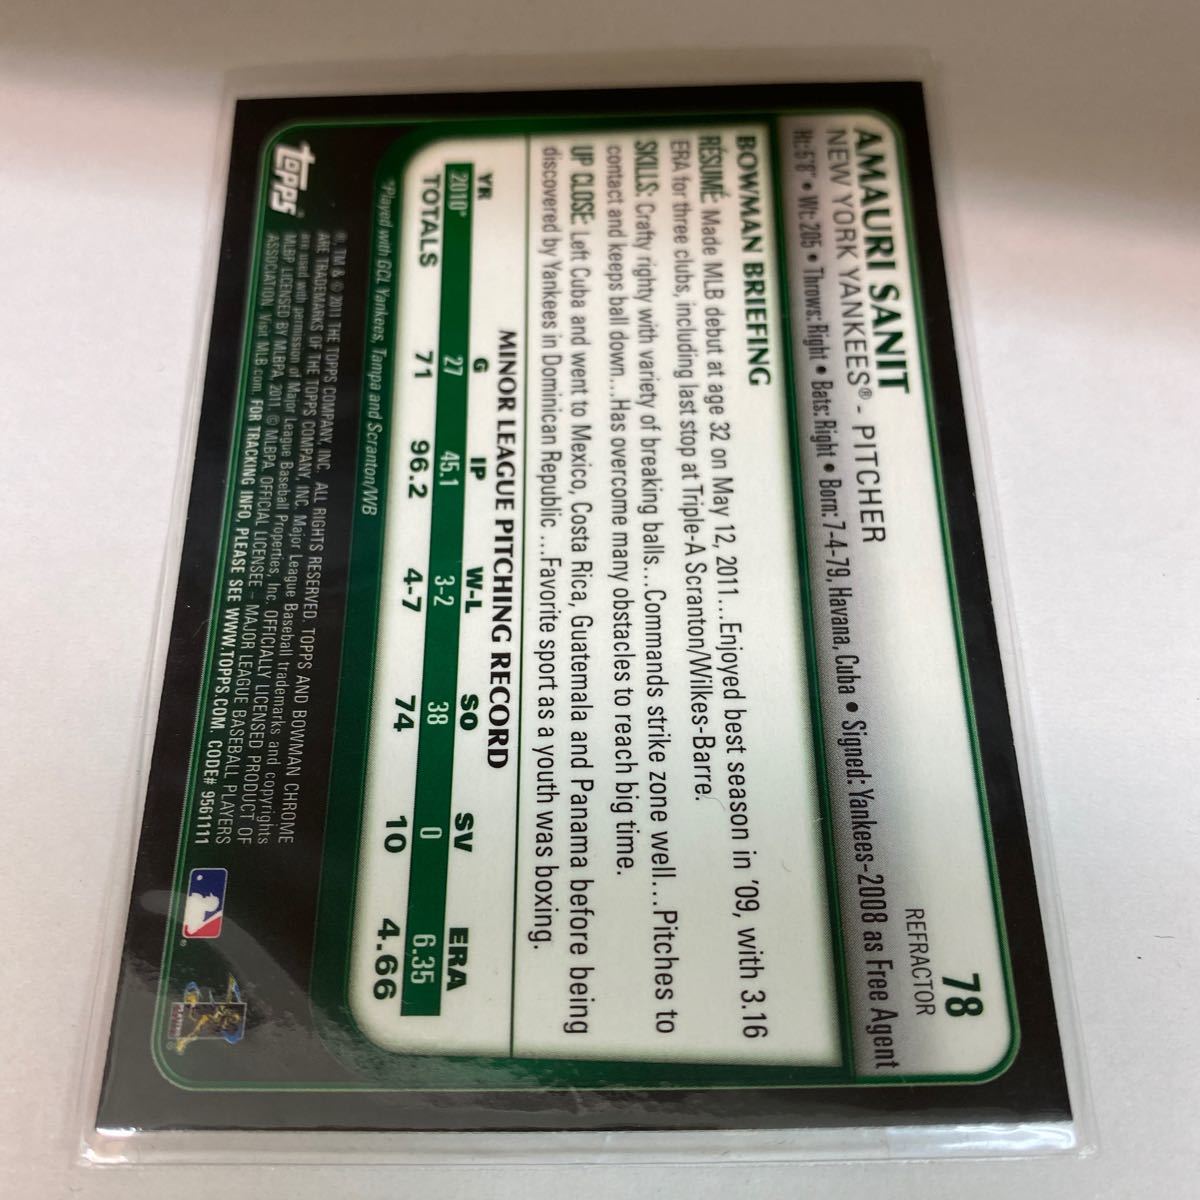 78
REFRACTOR
AMAURI SANIT
NEW YORK YANKEES® - PITCHER
Ht: 5'8" • Wt: 205 • Throws: Right • Bats: Right • Born: 7-4-79, Havana, Cuba • Signed: Yankees-2008 as Free Agent
BOWMAN BRIEFING
RÉSUMÉ: Made MLB debut at age 32 on May 12, 2011...Enjoyed best season in '09, with 3.16
ERA for three clubs, including last stop at Triple-A Scranton/Wilkes-Barre.
SKILLS: Crafty righty with variety of breaking balls...Commands strike zone well....Pitches to
contact and keeps ball down...Has overcome many obstacles to reach big time.
UP CLOSE: Left Cuba and went to Mexico, Costa Rica, Guatemala and Panama before being
discovered by Yankees in Dominican Republic ...Favorite sport as a youth was boxing.
MINOR LEAGUE PITCHING RECORD
YR G IP W-L SO SV ERA
2010* 27 45.1 3-2 38 0 6.35
TOTALS 71 96.2 4-7 74 10 4.66
*Played with GCL Yankees, Tampa and Scranton/WB
TOPPS®
®, TM & © 2011 THE TOPPS COMPANY, INC. ALL RIGHTS RESERVED. TOPPS AND BOWMAN CHROME
ARE TRADEMARKS OF THE TOPPS COMPANY, INC. Major League Baseball trademarks and copyrights
are used with permission of Major League Baseball Properties, Inc. OFFICIALLY LICENSED PRODUCT OF
MLBP LICENSED BY MLBPA, 2011. © MLBPA, OFFICIAL LICENSEE – MAJOR LEAGUE BASEBALL PLAYERS
ASSOCIATION. Visit MLB.com. FOR TRACKING INFO, PLEASE SEE WWW.TOPPS.COM. CODE# 9561111